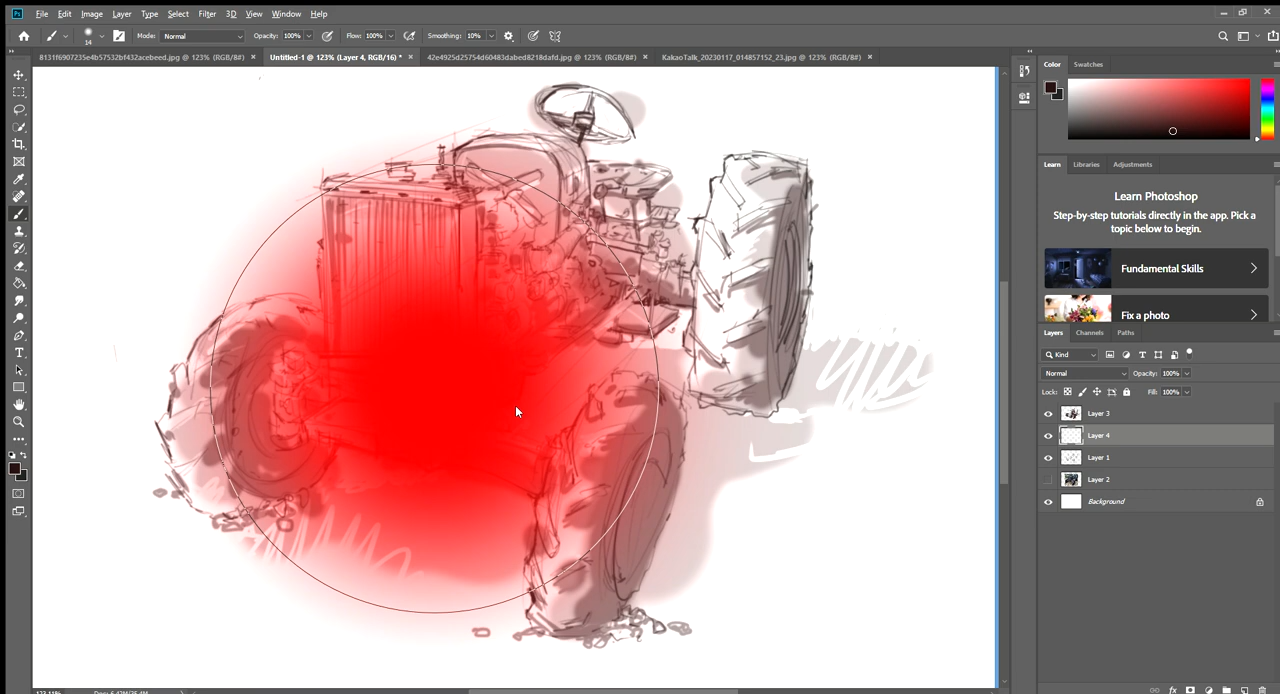 Ps File Edit Image Layer Type Select Filter 3D View Window Help
14 Mode: Normal Opacity: 100% Flow: 100% Smoothing: 10%
8131f6907235e4b57532bf432acebeed.jpg @ 123% (RGB/8#) × Untitled-1 @ 123% (Layer 4, RGB/16) * × 42e4925d25754d60483dabed8218dafd.jpg @ 123% (RGB/8#) × KakaoTalk_20230117_014857152_23.jpg @ 123% (RGB/8#) ×
Color Swatches
Learn Libraries Adjustments
Learn Photoshop
Step-by-step tutorials directly in the app. Pick a
topic below to begin.
Fundamental Skills
Fix a photo
Layers Channels Paths
Kind
Normal Opacity: 100%
Lock: Fill: 100%
Layer 3
Layer 4
Layer 1
Layer 2
Background